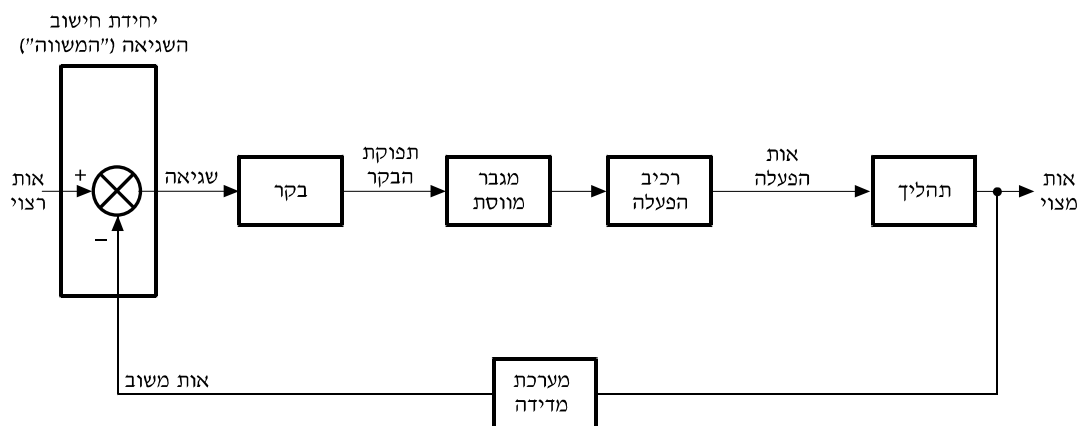 יחידת חישוב
השגיאה ("המשווה")
אות
רצוי
+
−
שגיאה
בקר
תפוקת
הבקר
מגבר
מווסת
רכיב
הפעלה
אות
הפעלה
תהליך
אות
מצוי
אות משוב
מערכת
מדידה